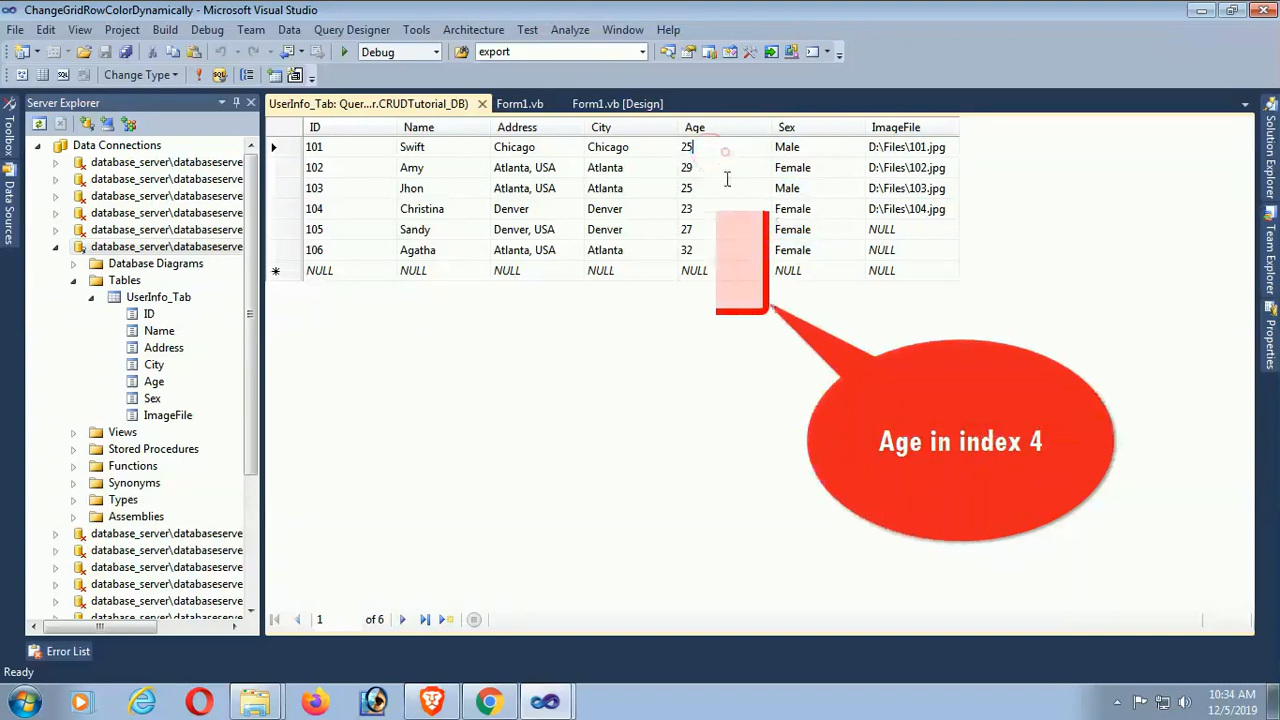 ChangeGridRowColorDynamically - Microsoft Visual Studio
File Edit View Project Build Debug Team Data Query Designer Tools Architecture Test Analyze Window Help
Debug export
Change Type
Server Explorer
Data Connections
database_server\databaseserve
database_server\databaseserve
database_server\databaseserve
database_server\databaseserve
database_server\databaseserve
database_server\databaseserve
Database Diagrams
Tables
UserInfo_Tab
ID
Name
Address
City
Age
Sex
ImageFile
Views
Stored Procedures
Functions
Synonyms
Types
Assemblies
database_server\databaseserve
database_server\databaseserve
database_server\databaseserve
database_server\databaseserve
database_server\databaseserve
database_server\databaseserve
UserInfo_Tab: Quer...r.CRUDTutorial_DB) Form1.vb Form1.vb [Design]
ID Name Address City Age Sex ImageFile
101 Swift Chicago Chicago 25 Male D:\Files\101.jpg
102 Amy Atlanta, USA Atlanta 29 Female D:\Files\102.jpg
103 Jhon Atlanta, USA Atlanta 25 Male D:\Files\103.jpg
104 Christina Denver Denver 23 Female D:\Files\104.jpg
105 Sandy Denver, USA Denver 27 Female NULL
106 Agatha Atlanta, USA Atlanta 32 Female NULL
NULL NULL NULL NULL NULL NULL NULL
Age in index 4
1 of 6
Toolbox
Data Sources
Solution Explorer
Team Explorer
Properties
Error List
Ready
10:34 AM
12/5/2019